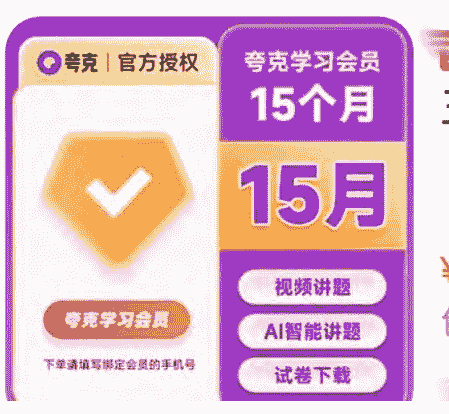 夸克｜官方授权
夸克学习会员
下单请填写绑定会员的手机号
夸克学习会员
15个月
15月
视频讲题
AI智能讲题
试卷下载